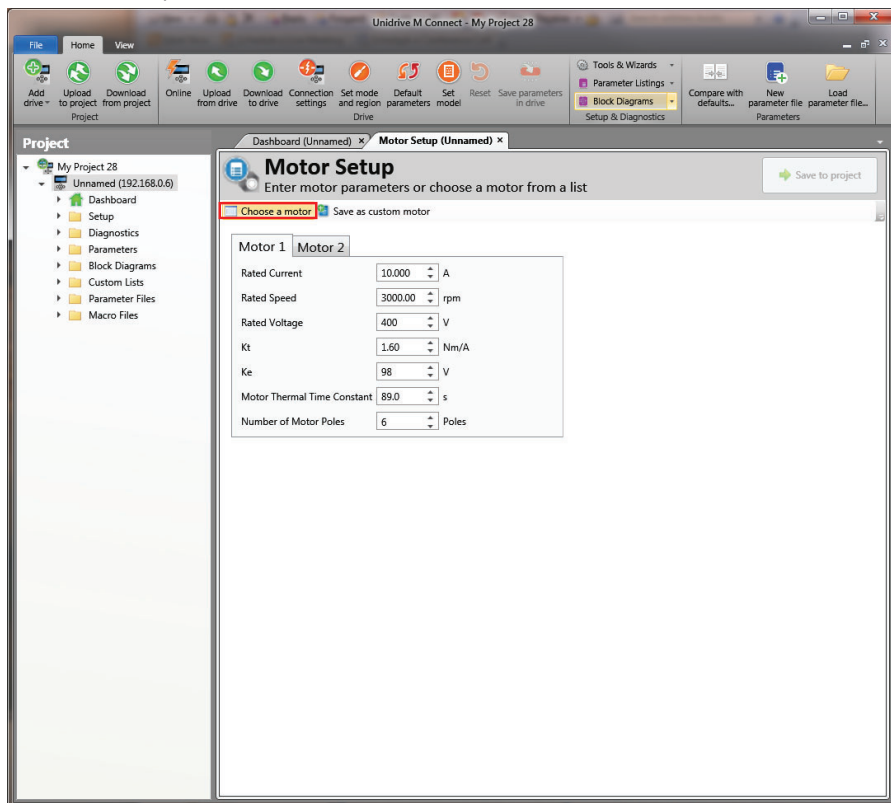 Unidrive M Connect - My Project 28
File Home View
Add drive
Upload to project
Download from project
Project
Online
Upload from drive
Download to drive
Connection settings
Set mode and region
Default parameters
Set model
Reset
Save parameters in drive
Drive
Tools & Wizards
Parameter Listings
Block Diagrams
Setup & Diagnostics
Compare with defaults...
New parameter file
Load parameter file...
Parameters
Project
My Project 28
Unnamed (192.168.0.6)
Dashboard
Setup
Diagnostics
Parameters
Block Diagrams
Custom Lists
Parameter Files
Macro Files
Dashboard (Unnamed) × Motor Setup (Unnamed) ×
Motor Setup
Enter motor parameters or choose a motor from a list
Save to project
Choose a motor Save as custom motor
Motor 1 Motor 2
Rated Current 10.000 A
Rated Speed 3000.00 rpm
Rated Voltage 400 V
Kt 1.60 Nm/A
Ke 98 V
Motor Thermal Time Constant 89.0 s
Number of Motor Poles 6 Poles